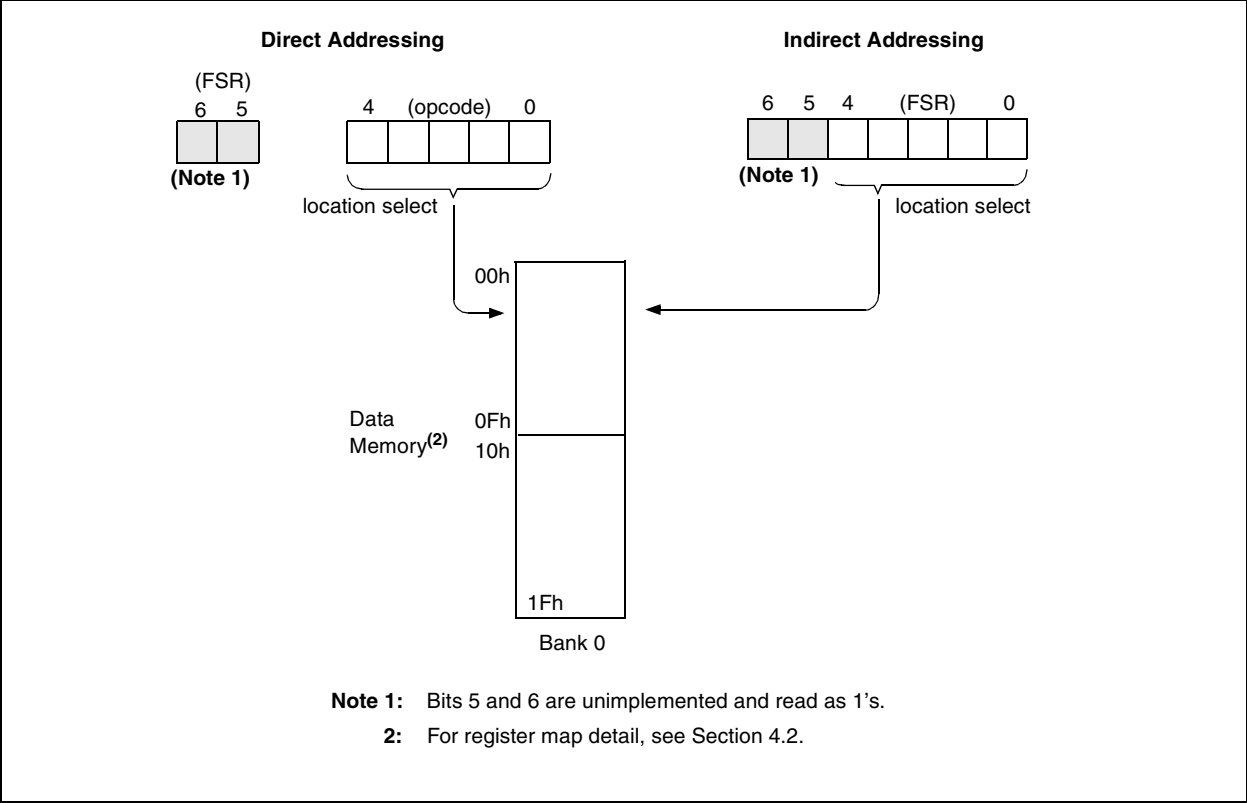 Direct Addressing
Indirect Addressing
(FSR)
6 5
4 (opcode) 0
6 5 4 (FSR) 0
(Note 1)
(Note 1)
location select
location select
00h
Data
Memory(2)
0Fh
10h
1Fh
Bank 0
Note 1: Bits 5 and 6 are unimplemented and read as 1's.
2: For register map detail, see Section 4.2.